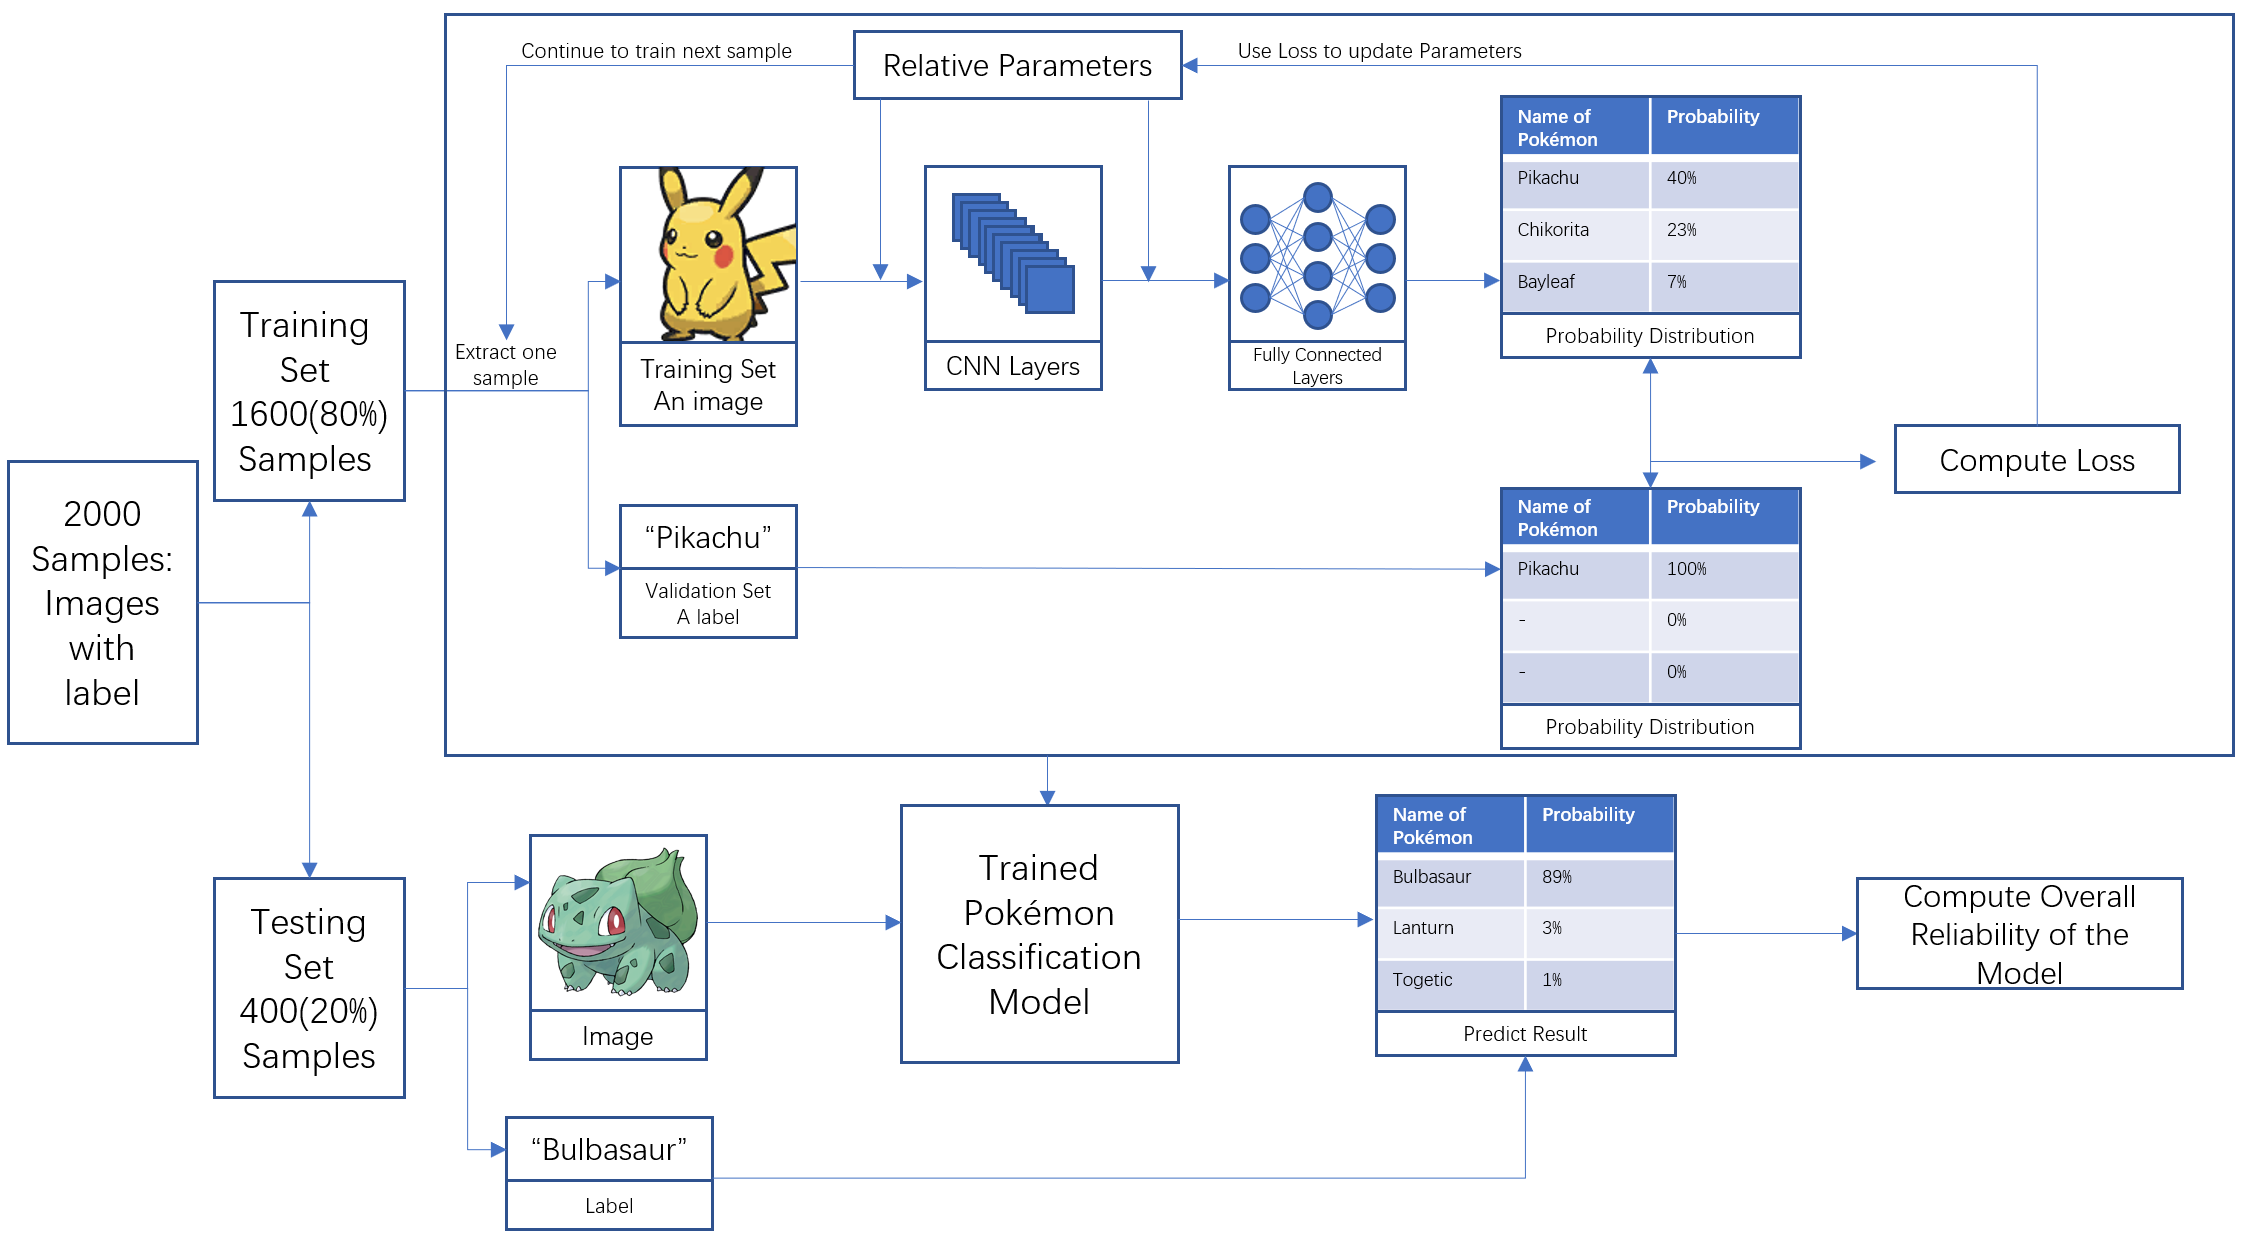 Continue to train next sample
Relative Parameters
Use Loss to update Parameters
Name of
Pokémon
Probability
Pikachu
40%
Chikorita
23%
Bayleaf
7%
Probability Distribution
Training
Set
1600(80%)
Samples
Extract one
sample
Training Set
An image
CNN Layers
Fully Connected
Layers
2000
Samples:
Images
with
label
Compute Loss
“Pikachu”
Validation Set
A label
Name of
Pokémon
Probability
Pikachu
100%
-
0%
-
0%
Probability Distribution
Testing
Set
400(20%)
Samples
Image
Trained
Pokémon
Classification
Model
Name of
Pokémon
Probability
Bulbasaur
89%
Lanturn
3%
Togetic
1%
Predict Result
Compute Overall
Reliability of the
Model
“Bulbasaur”
Label